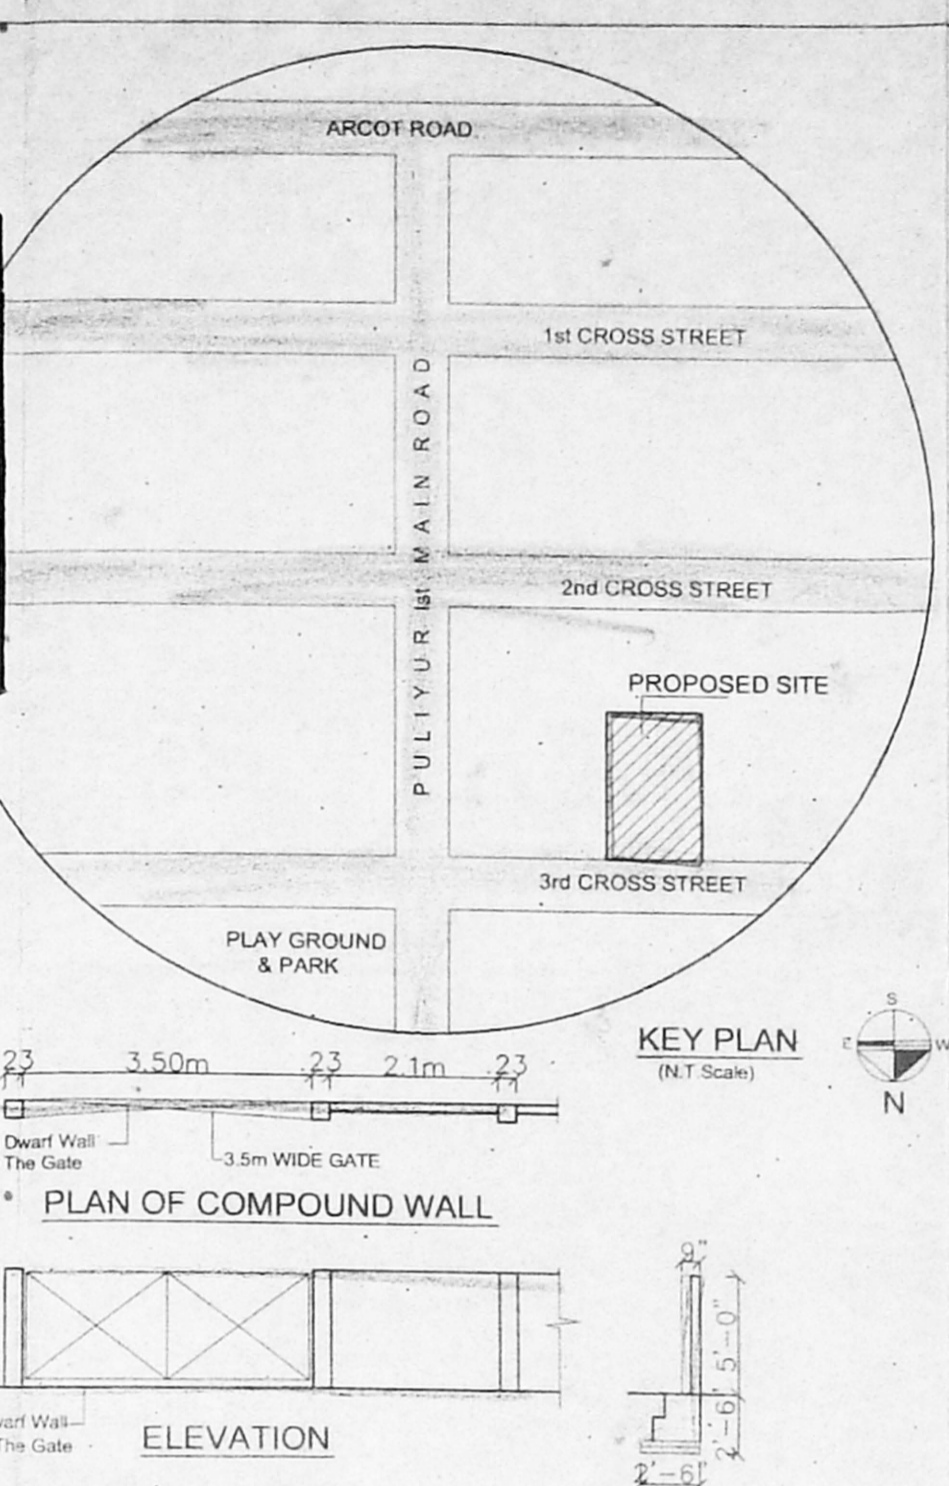 ARCOT ROAD
1st CROSS STREET
PULIYUR Ist MAIN ROAD
2nd CROSS STREET
PROPOSED SITE
3rd CROSS STREET
PLAY GROUND
& PARK
KEY PLAN
(N.T Scale)
S
E
W
N
.23
3.50m
.23
2.1m
.23
Dwarf Wall
The Gate
3.5m WIDE GATE
PLAN OF COMPOUND WALL
9"
5'-0"
2'-6"
2'-6"
Wall
The Gate
ELEVATION